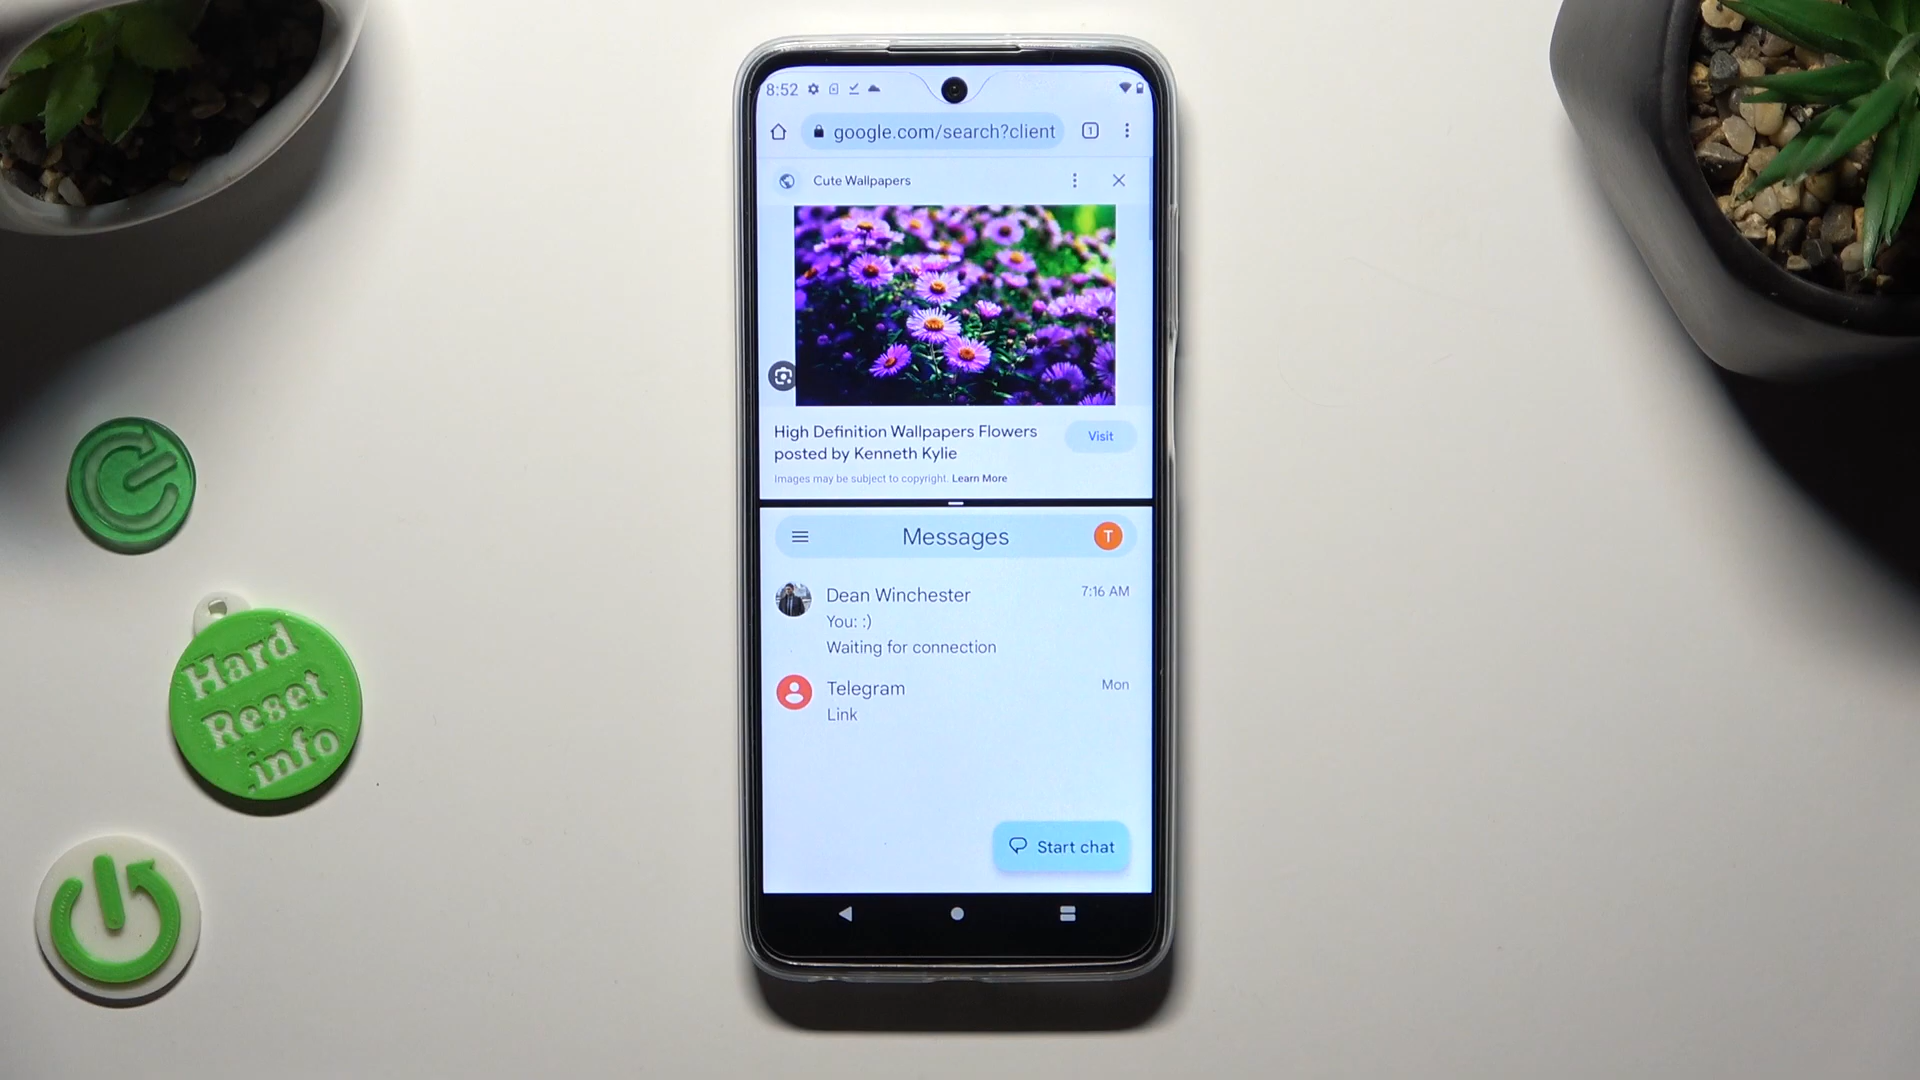 8:52
google.com/search?client
1
Cute Wallpapers
High Definition Wallpapers Flowers
posted by Kenneth Kylie
Visit
Images may be subject to copyright. Learn More
Messages
T
Dean Winchester
7:16 AM
You: :)
Waiting for connection
Telegram
Mon
Link
Start chat
Hard
Reset
.info